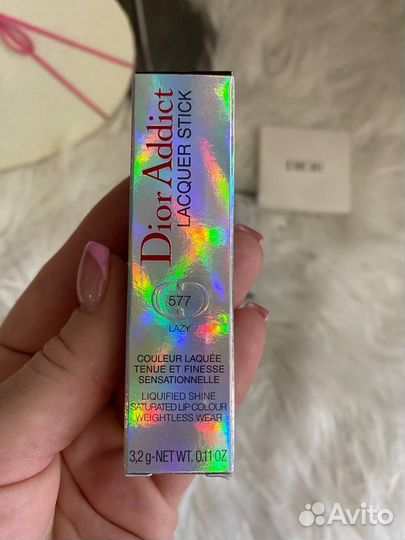 Dior Addict
LACQUER STICK
577
LAZY
COULEUR LAQUÉE
TENUE ET FINESSE
SENSATIONNELLE
LIQUIFIED SHINE
SATURATED LIP COLOUR
WEIGHTLESS WEAR
3,2 g-NET WT. 0.11 OZ
Avito